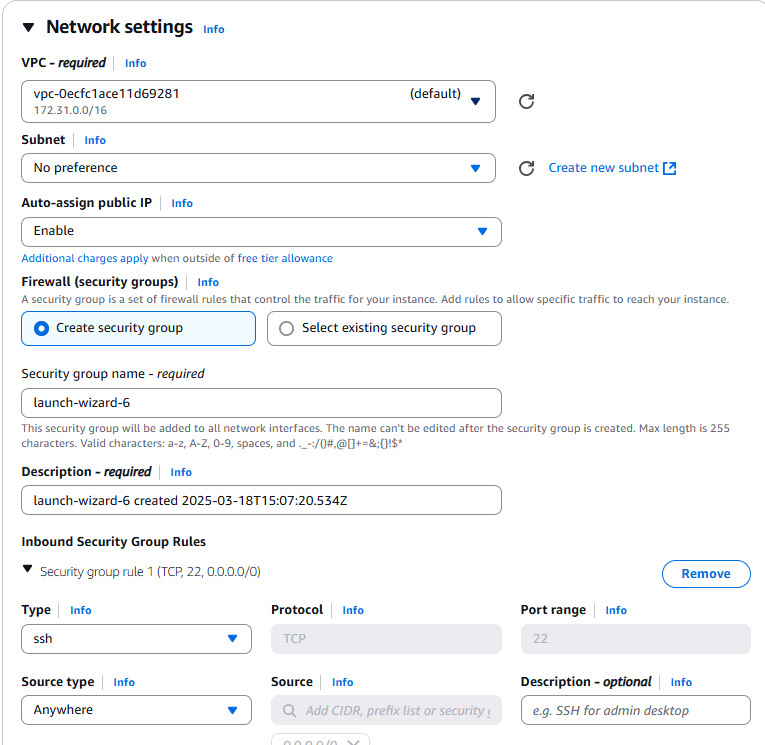 Network settings Info
VPC - required Info
vpc-0ecfc1ace11d69281 (default)
172.31.0.0/16
Subnet Info
No preference
Create new subnet
Auto-assign public IP Info
Enable
Additional charges apply when outside of free tier allowance
Firewall (security groups) Info
A security group is a set of firewall rules that control the traffic for your instance. Add rules to allow specific traffic to reach your instance.
Create security group Select existing security group
Security group name - required
launch-wizard-6
This security group will be added to all network interfaces. The name can't be edited after the security group is created. Max length is 255
characters. Valid characters: a-z, A-Z, 0-9, spaces, and ._-:/()#,@[]+=&;{}!$*
Description - required Info
launch-wizard-6 created 2025-03-18T15:07:20.534Z
Inbound Security Group Rules
Security group rule 1 (TCP, 22, 0.0.0.0/0) Remove
Type Info Protocol Info Port range Info
ssh TCP 22
Source type Info Source Info Description - optional Info
Anywhere Add CIDR, prefix list or security e.g. SSH for admin desktop
0.0.0.0/0